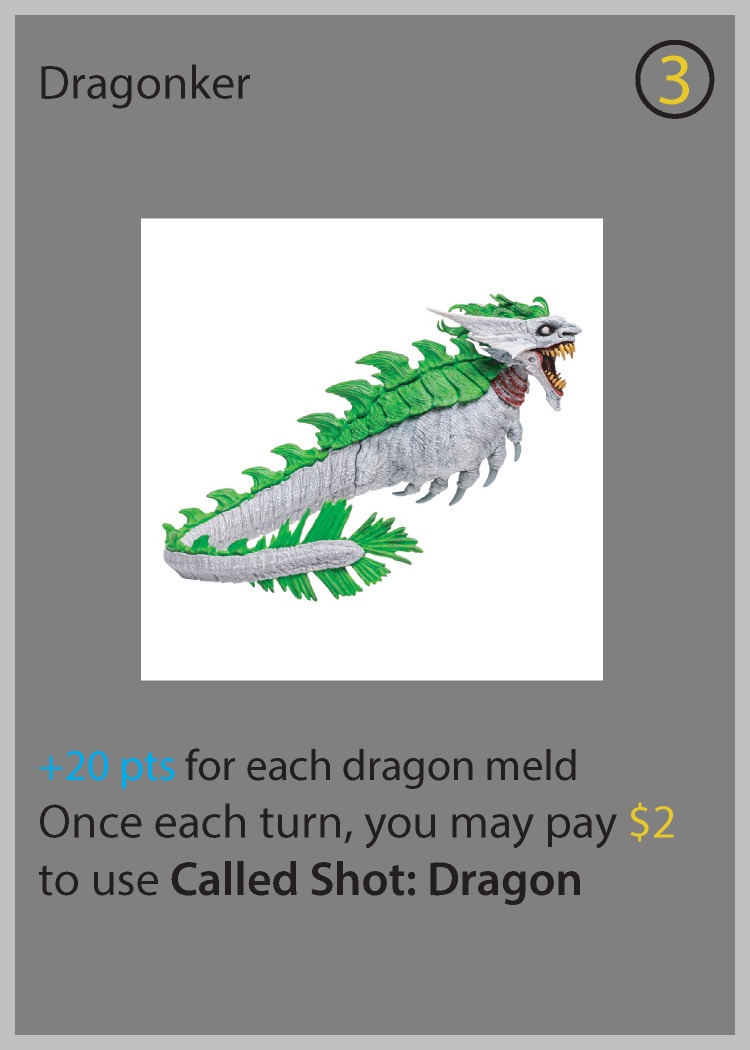 Dragonker
3
+20 pts for each dragon meld
Once each turn, you may pay $2
to use Called Shot: Dragon